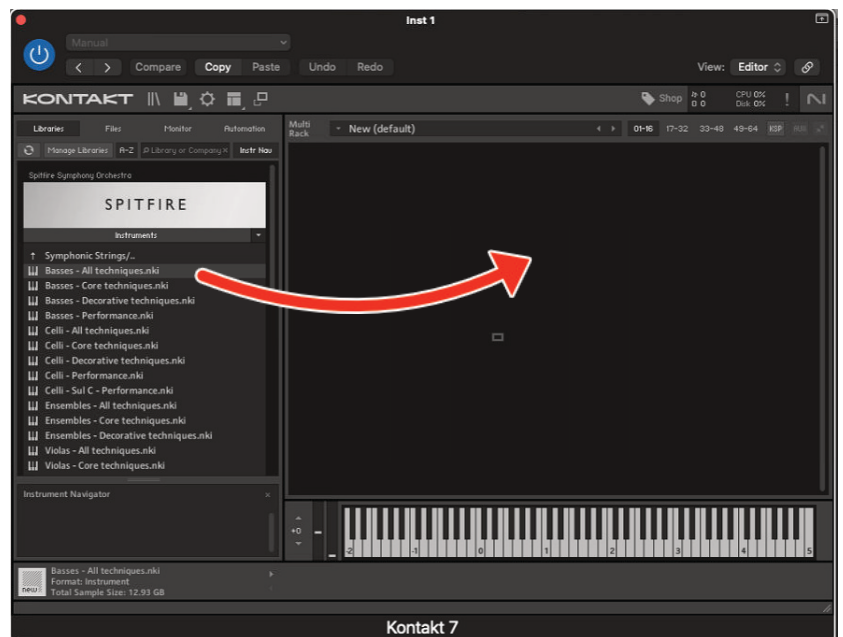 Inst 1
Manual
Compare Copy Paste Undo Redo View: Editor
KONTAKT Shop 0 0 0 CPU 0% Disk 0% !
Libraries Files Monitor Automation
Multi Rack New (default) 01-16 17-32 33-48 49-64 KSP AUX
Manage Libraries A-Z Library or Company × Instr Nav
Spitfire Symphony Orchestra
SPITFIRE
Instruments
Symphonic Strings/..
Basses - All techniques.nki
Basses - Core techniques.nki
Basses - Decorative techniques.nki
Basses - Performance.nki
Celli - All techniques.nki
Celli - Core techniques.nki
Celli - Decorative techniques.nki
Celli - Performance.nki
Celli - Sul C - Performance.nki
Ensembles - All techniques.nki
Ensembles - Core techniques.nki
Ensembles - Decorative techniques.nki
Violas - All techniques.nki
Violas - Core techniques.nki
Instrument Navigator ×
+0
-2 -1 0 1 2 3 4 5
Basses - All techniques.nki
Format: Instrument
new Total Sample Size: 12.93 GB
Kontakt 7